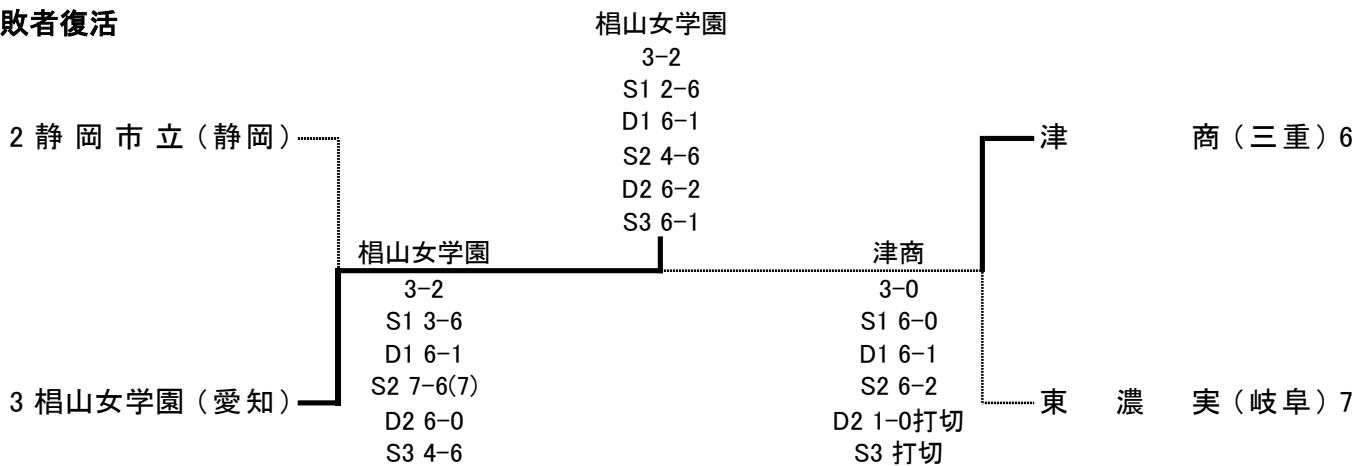 敗者復活
椙山女学園
3-2
S1 2-6
D1 6-1
S2 4-6
D2 6-2
S3 6-1
2 静岡市立(静岡)
津商(三重)6
椙山女学園
3-2
S1 3-6
D1 6-1
S2 7-6(7)
D2 6-0
S3 4-6
津商
3-0
S1 6-0
D1 6-1
S2 6-2
D2 1-0打切
S3 打切
3 椙山女学園(愛知)
東濃実(岐阜)7